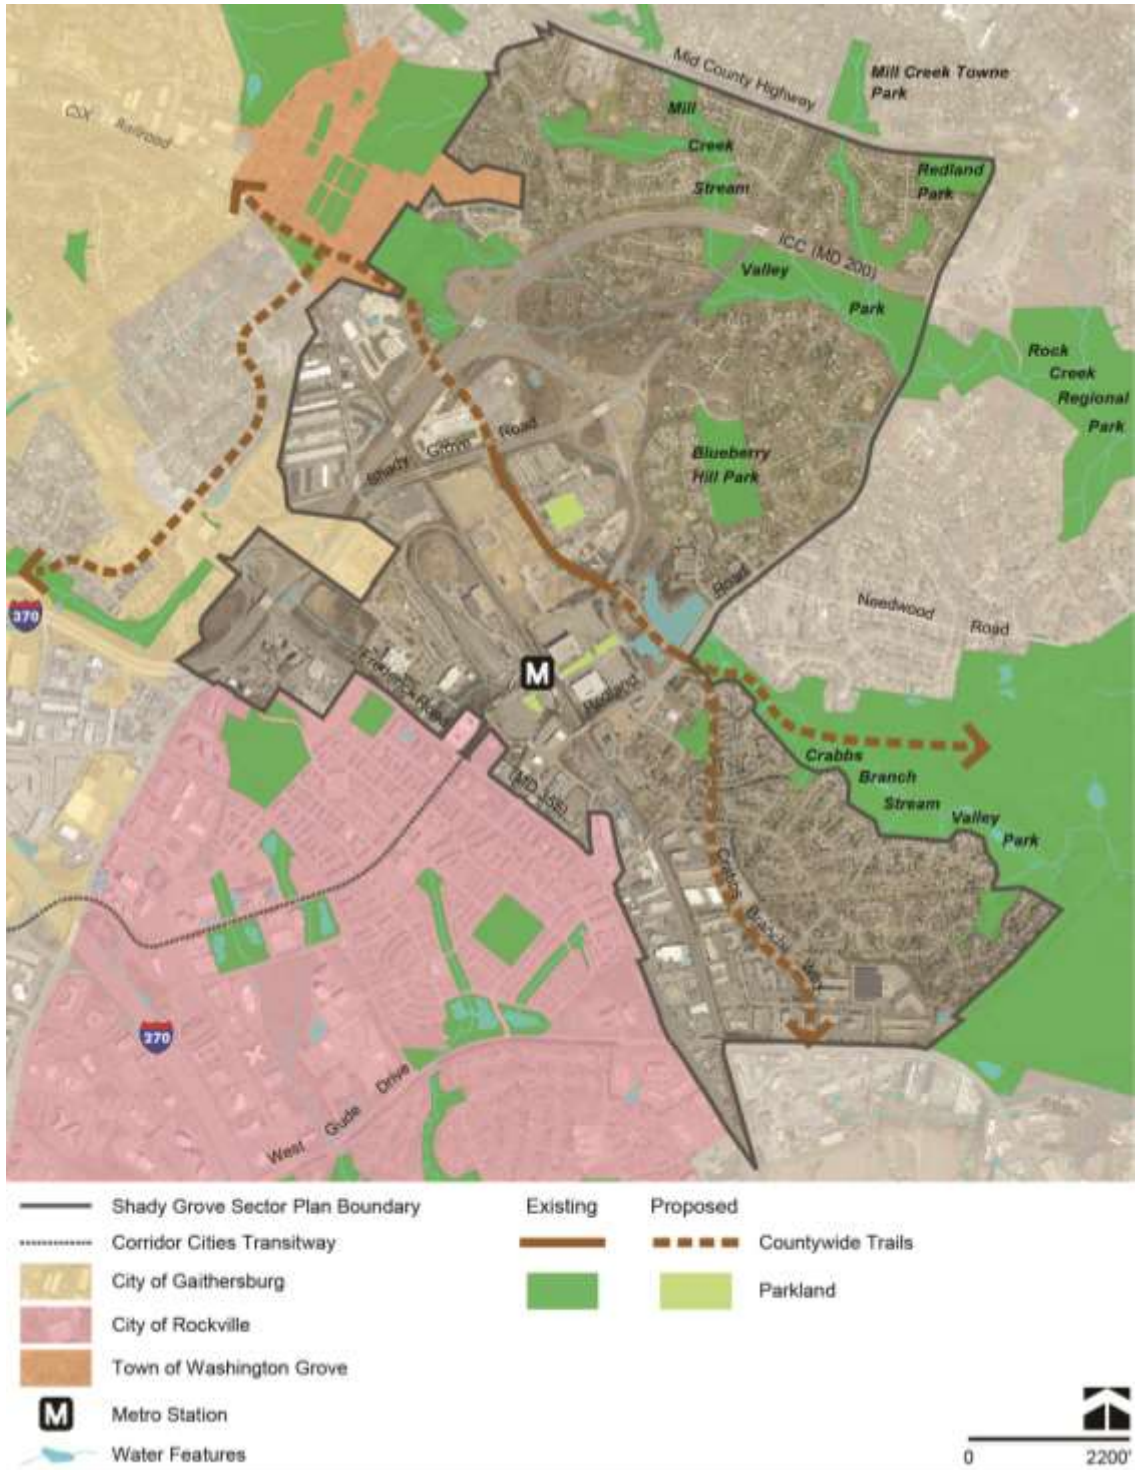 Mid County Highway
Mill Creek Towne
Park
CSX Railroad
Mill
Creek
Stream
Redland
Park
ICC (MD 200)
Valley
Park
Rock
Creek
Regional
Park
Shady Grove Road
Blueberry
Hill Park
Road
Needwood Road
370
M
Redland
Frederick Road
(MD 355)
Crabbs
Branch
Stream
Valley
Park
Crabbs Branch Way
270
West Gude Drive
Shady Grove Sector Plan Boundary
Existing Proposed
Corridor Cities Transitway
Countywide Trails
City of Gaithersburg
Parkland
City of Rockville
Town of Washington Grove
M Metro Station
Water Features
0 2200'